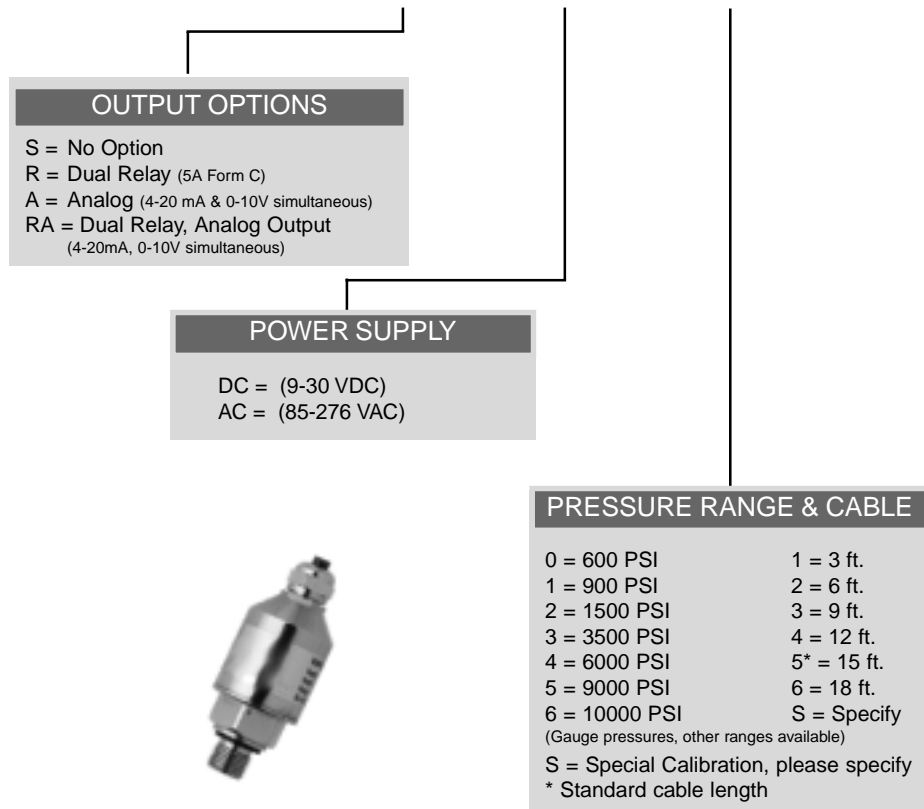 OUTPUT OPTIONS
S = No Option
R = Dual Relay (5A Form C)
A = Analog (4-20 mA & 0-10V simultaneous)
RA = Dual Relay, Analog Output
(4-20mA, 0-10V simultaneous)
POWER SUPPLY
DC = (9-30 VDC)
AC = (85-276 VAC)
PRESSURE RANGE & CABLE
0 = 600 PSI 1 = 3 ft.
1 = 900 PSI 2 = 6 ft.
2 = 1500 PSI 3 = 9 ft.
3 = 3500 PSI 4 = 12 ft.
4 = 6000 PSI 5* = 15 ft.
5 = 9000 PSI 6 = 18 ft.
6 = 10000 PSI S = Specify
(Gauge pressures, other ranges available)
S = Special Calibration, please specify
* Standard cable length